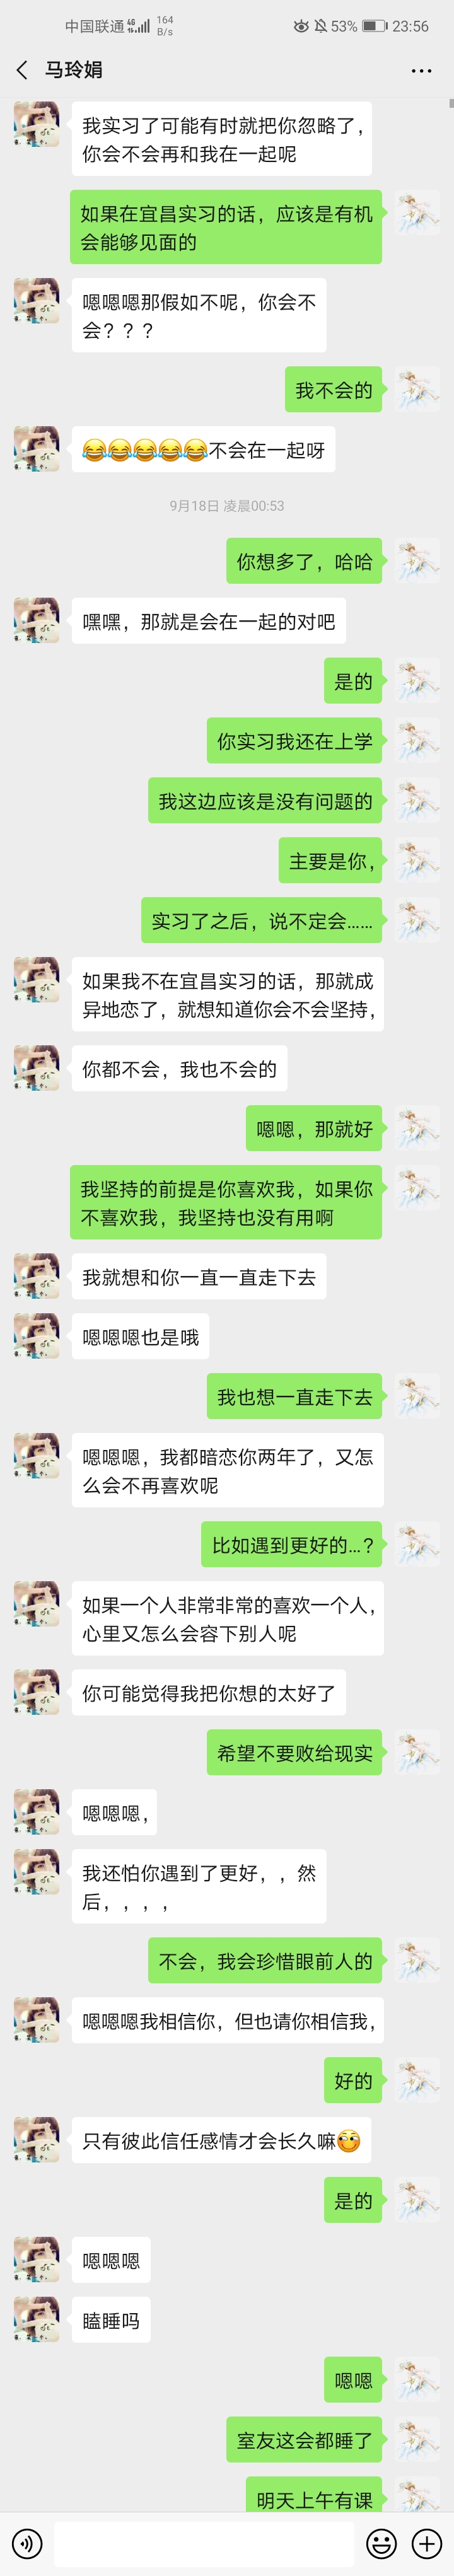 中国联通 4G 164 B/s 53% 23:56
马玲娟
我实习了可能有时就把你忽略了，
你会不会再和我在一起呢
如果在宜昌实习的话，应该是有机
会能够见面的
嗯嗯嗯那假如不呢，你会不
会？？？
我不会的
😂😂😂😂😂不会在一起呀
9月18日 凌晨00:53
你想多了，哈哈
嘿嘿，那就是会在一起的对吧
是的
你实习我还在上学
我这边应该是没有问题的
主要是你，
实习了之后，说不定会......
如果我不在宜昌实习的话，那就成
异地恋了，就想知道你会不会坚持，
你都不会，我也不会的
嗯嗯，那就好
我坚持的前提是你喜欢我，如果你
不喜欢我，我坚持也没有用啊
我就想和你一直一直走下去
嗯嗯嗯也是哦
我也想一直走下去
嗯嗯嗯，我都暗恋你两年了，又怎
么会不再喜欢呢
比如遇到更好的...？
如果一个人非常非常的喜欢一个人，
心里又怎么会容下别人呢
你可能觉得我把你想的太好了
希望不要败给现实
嗯嗯嗯，
我还怕你遇到了更好，，然
后，，，，
不会，我会珍惜眼前人的
嗯嗯嗯我相信你，但也请你相信我，
好的
只有彼此信任感情才会长久嘛
是的
嗯嗯嗯
瞌睡吗
嗯嗯
室友这会都睡了
明天上午有课